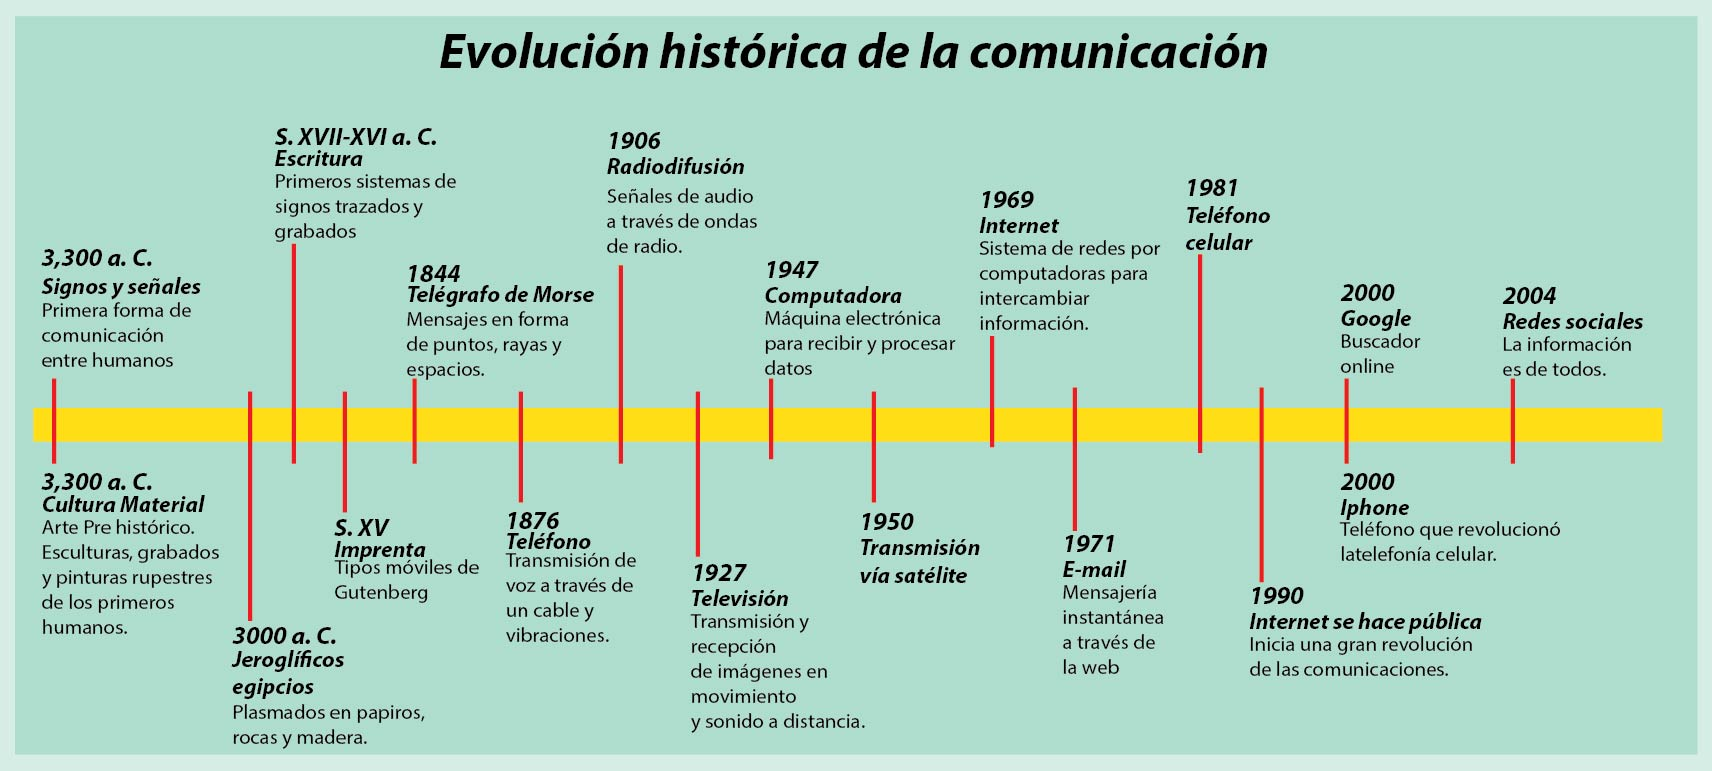 Evolución histórica de la comunicación
3,300 a. C.
Signos y señales
Primera forma de
comunicación
entre humanos
3,300 a. C.
Cultura Material
Arte Pre histórico.
Esculturas, grabados
y pinturas rupestres
de los primeros
humanos.
3000 a. C.
Jeroglíficos
egipcios
Plasmados en papiros,
rocas y madera.
S. XVII-XVI a. C.
Escritura
Primeros sistemas de
signos trazados y
grabados
S. XV
Imprenta
Tipos móviles de
Gutenberg
1844
Telégrafo de Morse
Mensajes en forma
de puntos, rayas y
espacios.
1876
Teléfono
Transmisión de
voz a través de
un cable y
vibraciones.
1906
Radiodifusión
Señales de audio
a través de ondas
de radio.
1927
Televisión
Transmisión y
recepción
de imágenes en
movimiento
y sonido a distancia.
1947
Computadora
Máquina electrónica
para recibir y procesar
datos
1950
Transmisión
vía satélite
1969
Internet
Sistema de redes por
computadoras para
intercambiar
información.
1971
E-mail
Mensajería
instantánea
a través de
la web
1981
Teléfono
celular
1990
Internet se hace pública
Inicia una gran revolución
de las comunicaciones.
2000
Google
Buscador
online
2000
Iphone
Teléfono que revolucionó
latelefonía celular.
2004
Redes sociales
La información
es de todos.